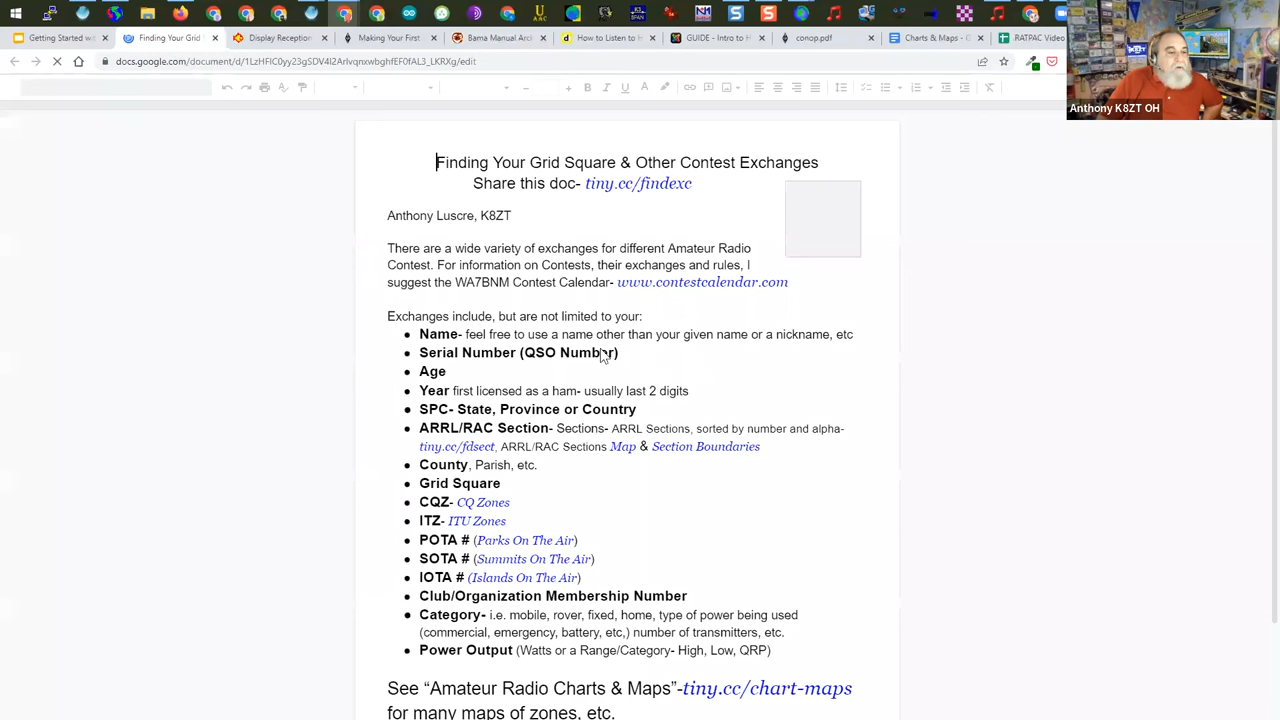 Getting Started wi
Finding Your Grid
Display Reception
Making Your First
Bama Manual Arc
How to Listen to t
GUIDE - Intro to H
conop.pdf
Charts & Maps - G
RATPAC Video
docs.google.com/document/d/1LzHFIC0yy23gSDV4l2ArIvqnxwbghfEF0fAL3_LKRXg/edit
Anthony K8ZT OH
Finding Your Grid Square & Other Contest Exchanges
Share this doc- tiny.cc/findexc
Anthony Luscre, K8ZT
There are a wide variety of exchanges for different Amateur Radio
Contest. For information on Contests, their exchanges and rules, I
suggest the WA7BNM Contest Calendar- www.contestcalendar.com
Exchanges include, but are not limited to your:
● Name- feel free to use a name other than your given name or a nickname, etc
● Serial Number (QSO Number)
● Age
● Year first licensed as a ham- usually last 2 digits
● SPC- State, Province or Country
● ARRL/RAC Section- Sections- ARRL Sections, sorted by number and alpha-
tiny.cc/fdsect, ARRL/RAC Sections Map & Section Boundaries
● County, Parish, etc.
● Grid Square
● CQZ- CQ Zones
● ITZ- ITU Zones
● POTA # (Parks On The Air)
● SOTA # (Summits On The Air)
● IOTA # (Islands On The Air)
● Club/Organization Membership Number
● Category- i.e. mobile, rover, fixed, home, type of power being used
(commercial, emergency, battery, etc,) number of transmitters, etc.
● Power Output (Watts or a Range/Category- High, Low, QRP)
See “Amateur Radio Charts & Maps”-tiny.cc/chart-maps
for many maps of zones, etc.